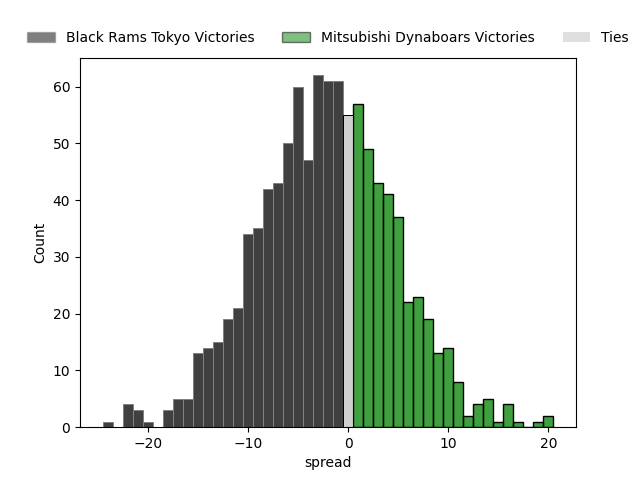 Black Rams Tokyo Victories Mitsubishi Dynaboars Victories Ties
60
50
40
30
20
10
0
Count
−20 −10 0 10 20
spread